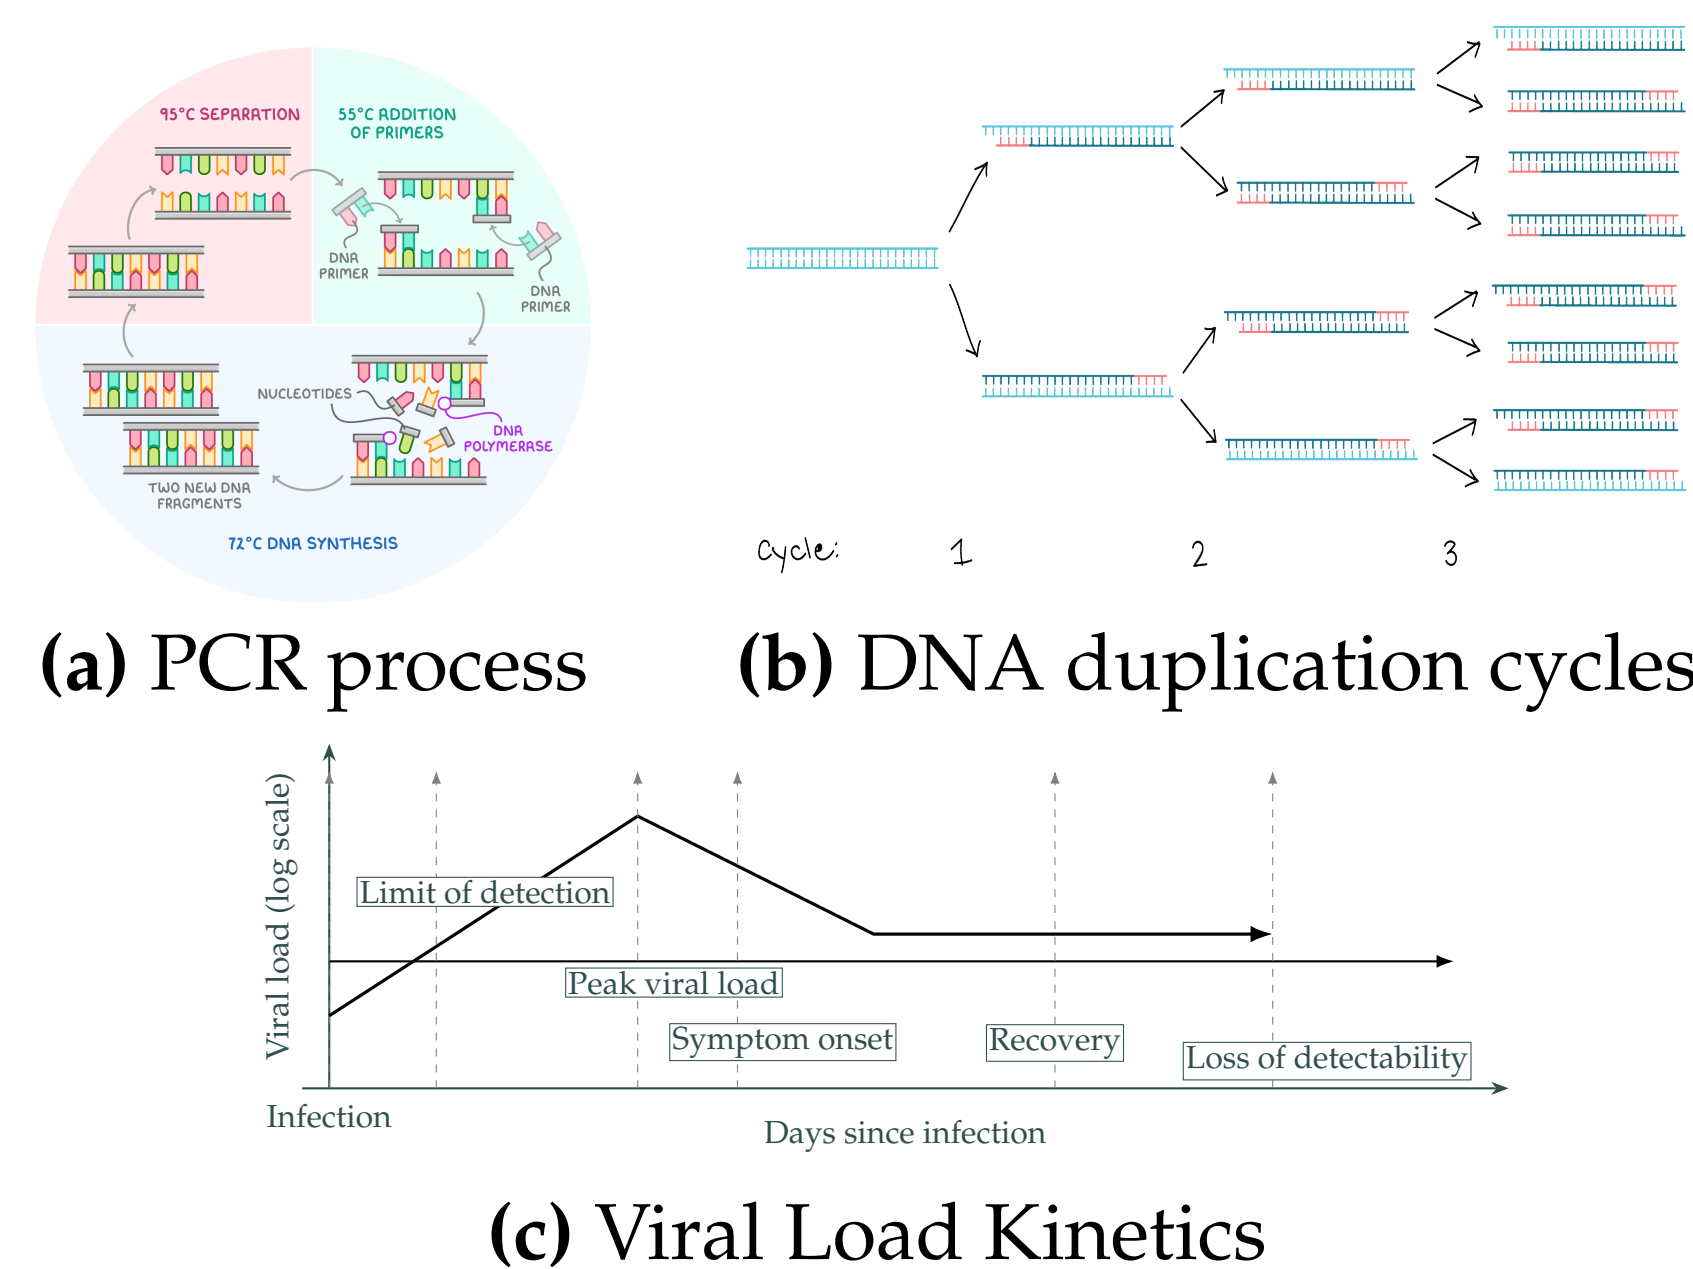 95°C SEPARATION
55°C ADDITION
OF PRIMERS
DNA
PRIMER
DNA
PRIMER
NUCLEOTIDES
DNA
POLYMERASE
TWO NEW DNA
FRAGMENTS
72°C DNA SYNTHESIS
Cycle: 1 2 3
(a) PCR process
(b) DNA duplication cycles
Viral load (log scale)
Limit of detection
Peak viral load
Symptom onset
Recovery
Loss of detectability
Infection
Days since infection
(c) Viral Load Kinetics